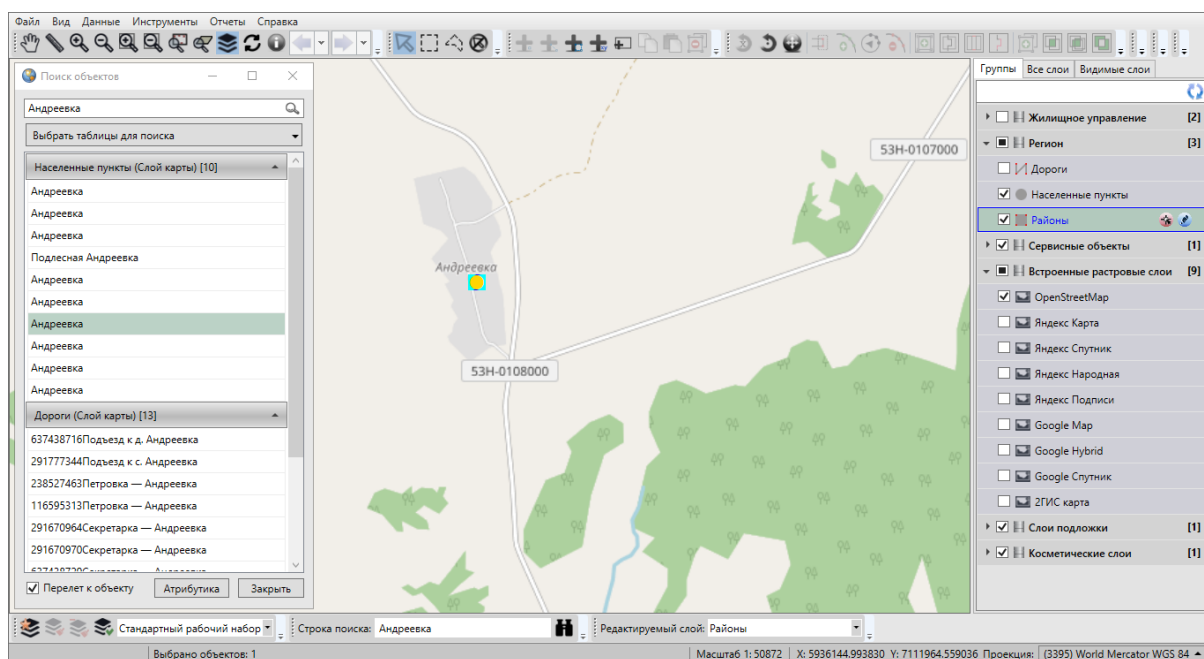 Файл Вид Данные Инструменты Отчеты Справка
Поиск объектов
Андреевка
Выбрать таблицы для поиска
Населенные пункты (Слой карты) [10]
Андреевка
Андреевка
Андреевка
Подлесная Андреевка
Андреевка
Андреевка
Андреевка
Андреевка
Андреевка
Андреевка
Дороги (Слой карты) [13]
637438716Подъезд к д. Андреевка
291777344Подъезд к с. Андреевка
238527463Петровка — Андреевка
116595313Петровка — Андреевка
291670964Секретарка — Андреевка
291670970Секретарка — Андреевка
Перелет к объекту
Атрибутика
Закрыть
53Н-0107000
Андреевка
53Н-0108000
Группы Все слои Видимые слои
Жилищное управление [2]
Регион [3]
Дороги
Населенные пункты
Районы
Сервисные объекты [1]
Встроенные растровые слои [9]
OpenStreetMap
Яндекс Карта
Яндекс Спутник
Яндекс Народная
Яндекс Подписи
Google Map
Google Hybrid
Google Спутник
2ГИС карта
Слои подложки [1]
Косметические слои [1]
Стандартный рабочий набор Строка поиска: Андреевка Редактируемый слой: Районы
Выбрано объектов: 1 Масштаб 1:50872 X: 5936144.993830 Y: 7111964.559036 Проекция: (3395) World Mercator WGS 84